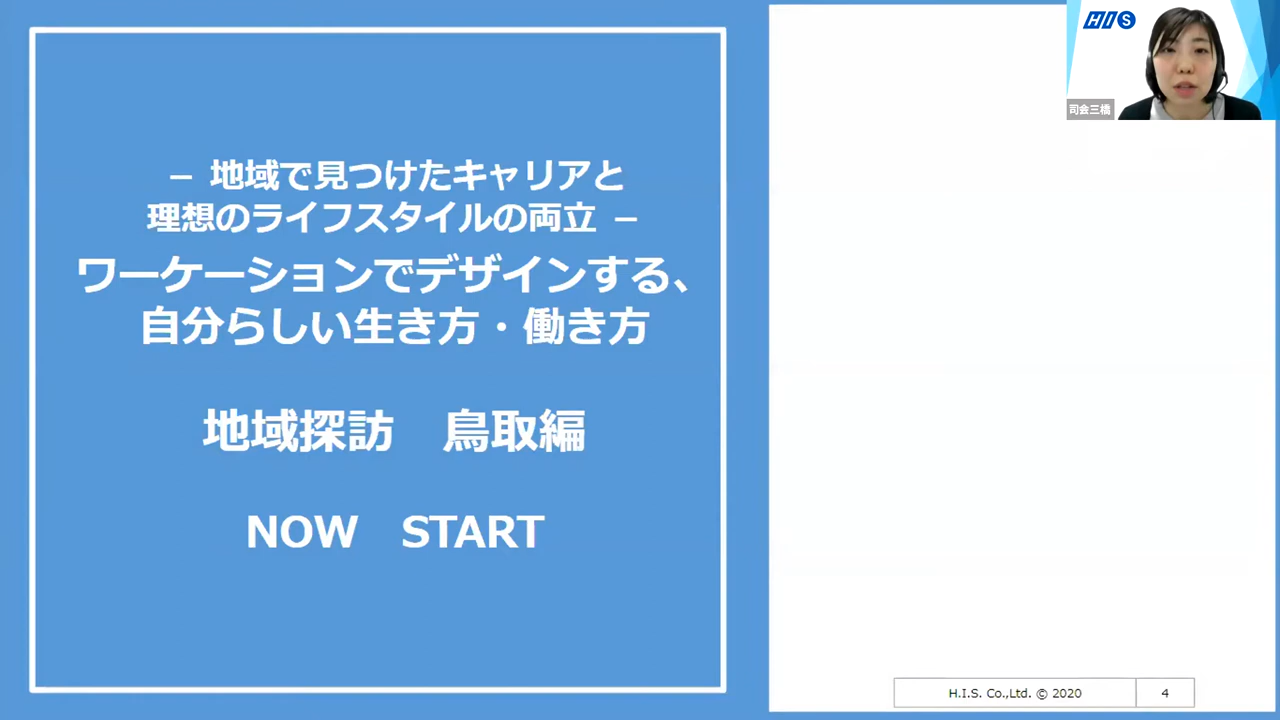 HIS
司会三橋
― 地域で見つけたキャリアと
理想のライフスタイルの両立 ―
ワーケーションでデザインする、
自分らしい生き方・働き方
地域探訪　鳥取編
NOW　START
H.I.S. Co.,Ltd. © 2020
4